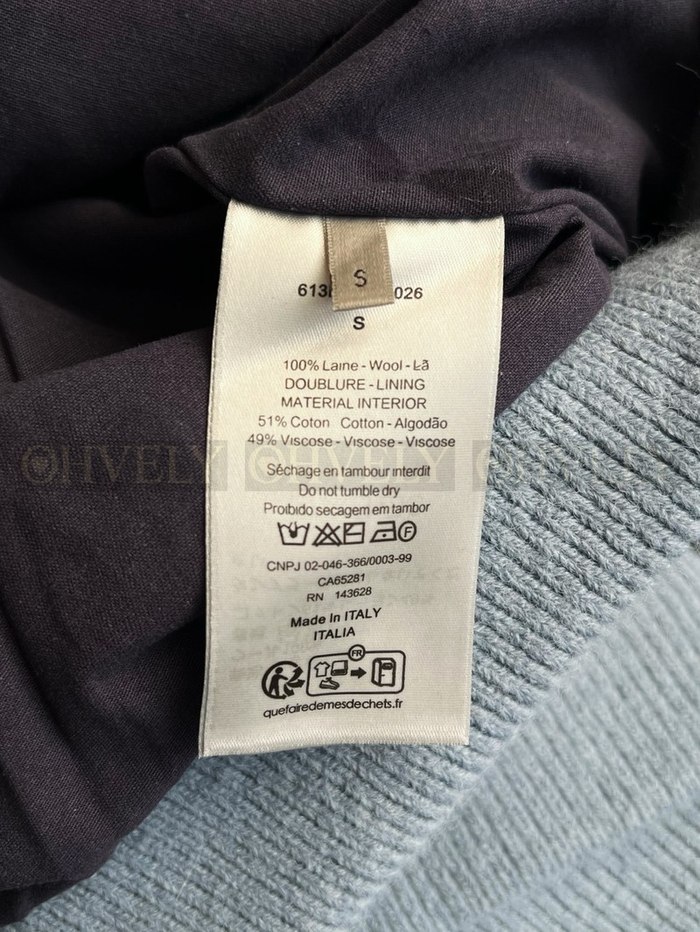 S
613 026
S
100% Laine - Wool - Lã
DOUBLURE - LINING
MATERIAL INTERIOR
51% Coton Cotton - Algodão
49% Viscose - Viscose - Viscose
OHVELY OHVELY
Séchage en tambour interdit
Do not tumble dry
Proibido secagem em tambor
F
CNPJ 02-046-366/0003-99
CA65281
RN 143628
Made In ITALY
ITALIA
FR
quefairedemesdechets.fr